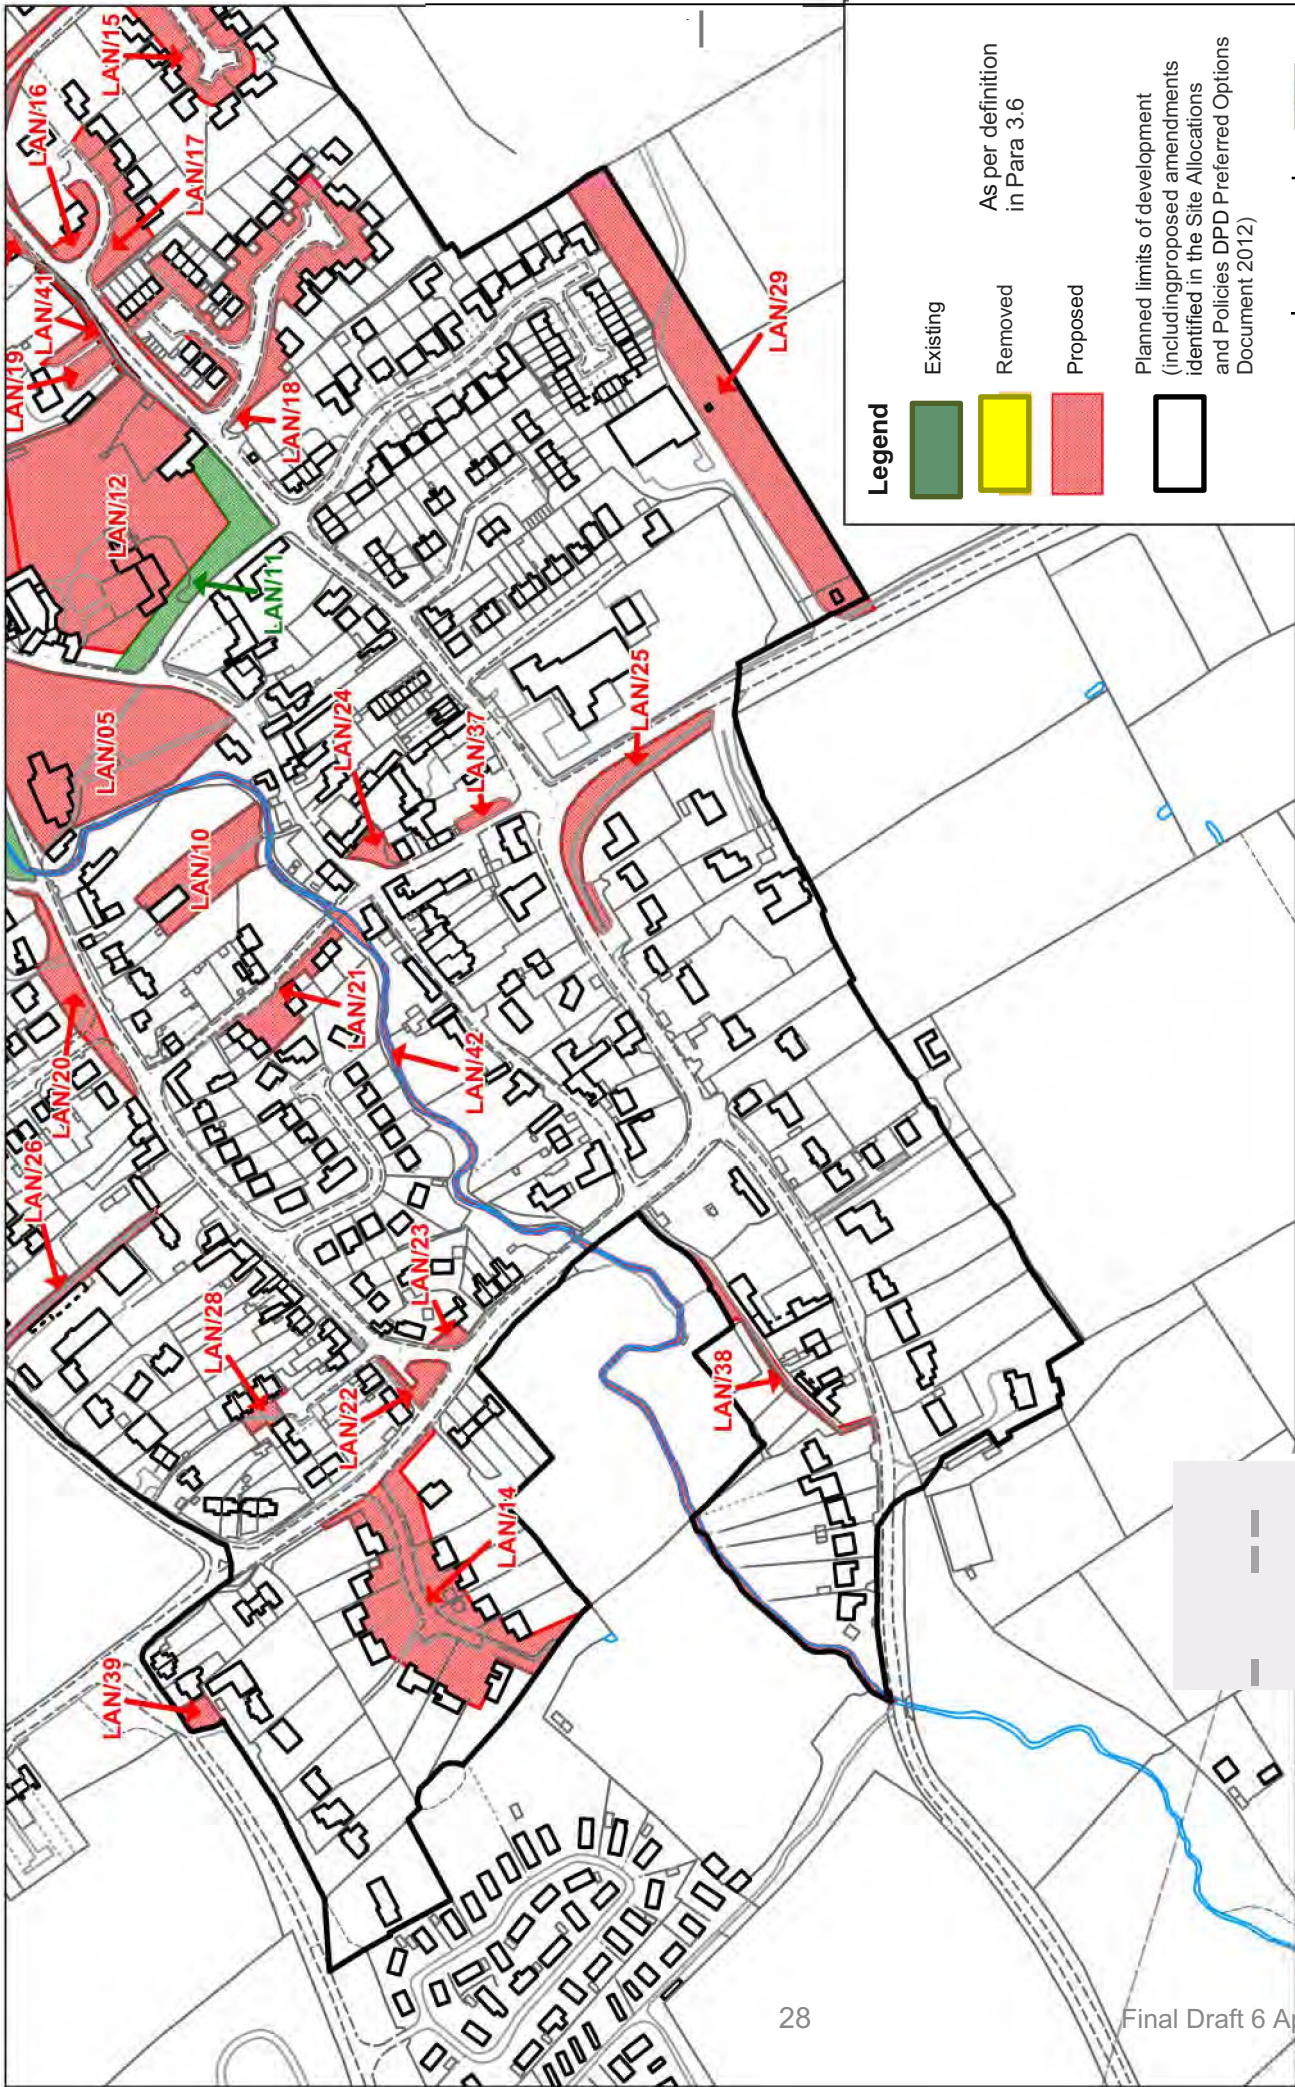 LAN/15
LAN/16
LAN/17
LAN/41
LAN/19
LAN/18
LAN/12
LAN/11
LAN/29
LAN/05
LAN/24
LAN/37
LAN/25
LAN/10
LAN/21
LAN/42
LAN/20
LAN/26
LAN/28
LAN/23
LAN/22
LAN/38
LAN/14
LAN/39
Legend
Existing
Removed
As per definition
in Para 3.6
Proposed
Planned limits of development
(includingproposed amendments
identified in the Site Allocations
and Policies DPD Preferred Options
Document 2012)
28
Final Draft 6 A